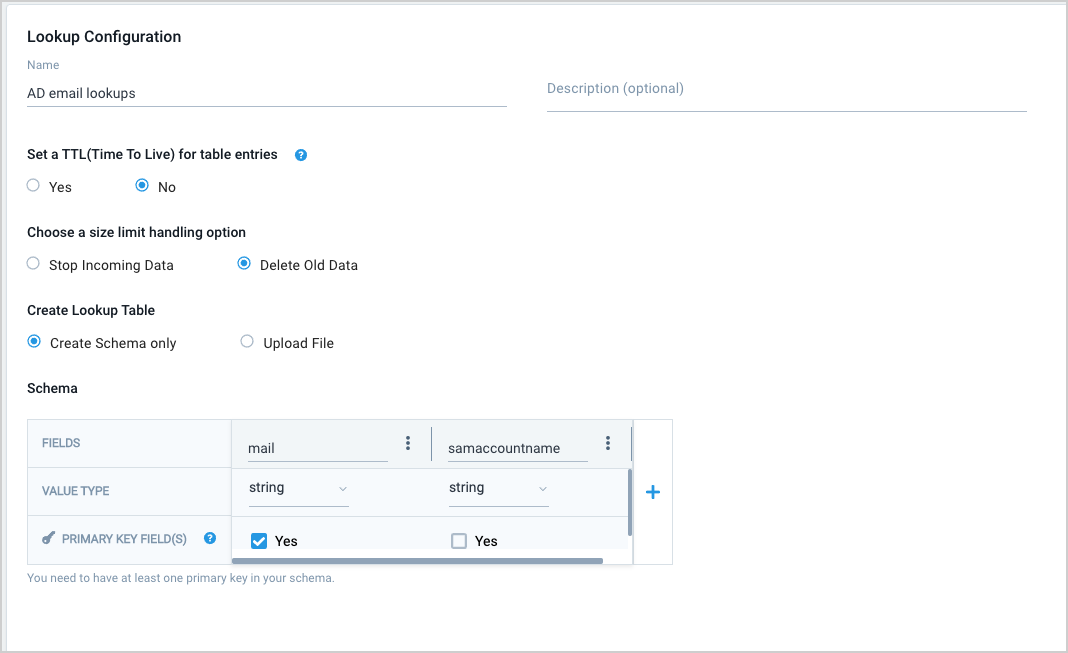 Lookup Configuration
Name
AD email lookups
Description (optional)
Set a TTL(Time To Live) for table entries ?
Yes No
Choose a size limit handling option
Stop Incoming Data Delete Old Data
Create Lookup Table
Create Schema only Upload File
Schema
FIELDS mail samaccountname
VALUE TYPE string string
PRIMARY KEY FIELD(S) ? Yes Yes
You need to have at least one primary key in your schema.